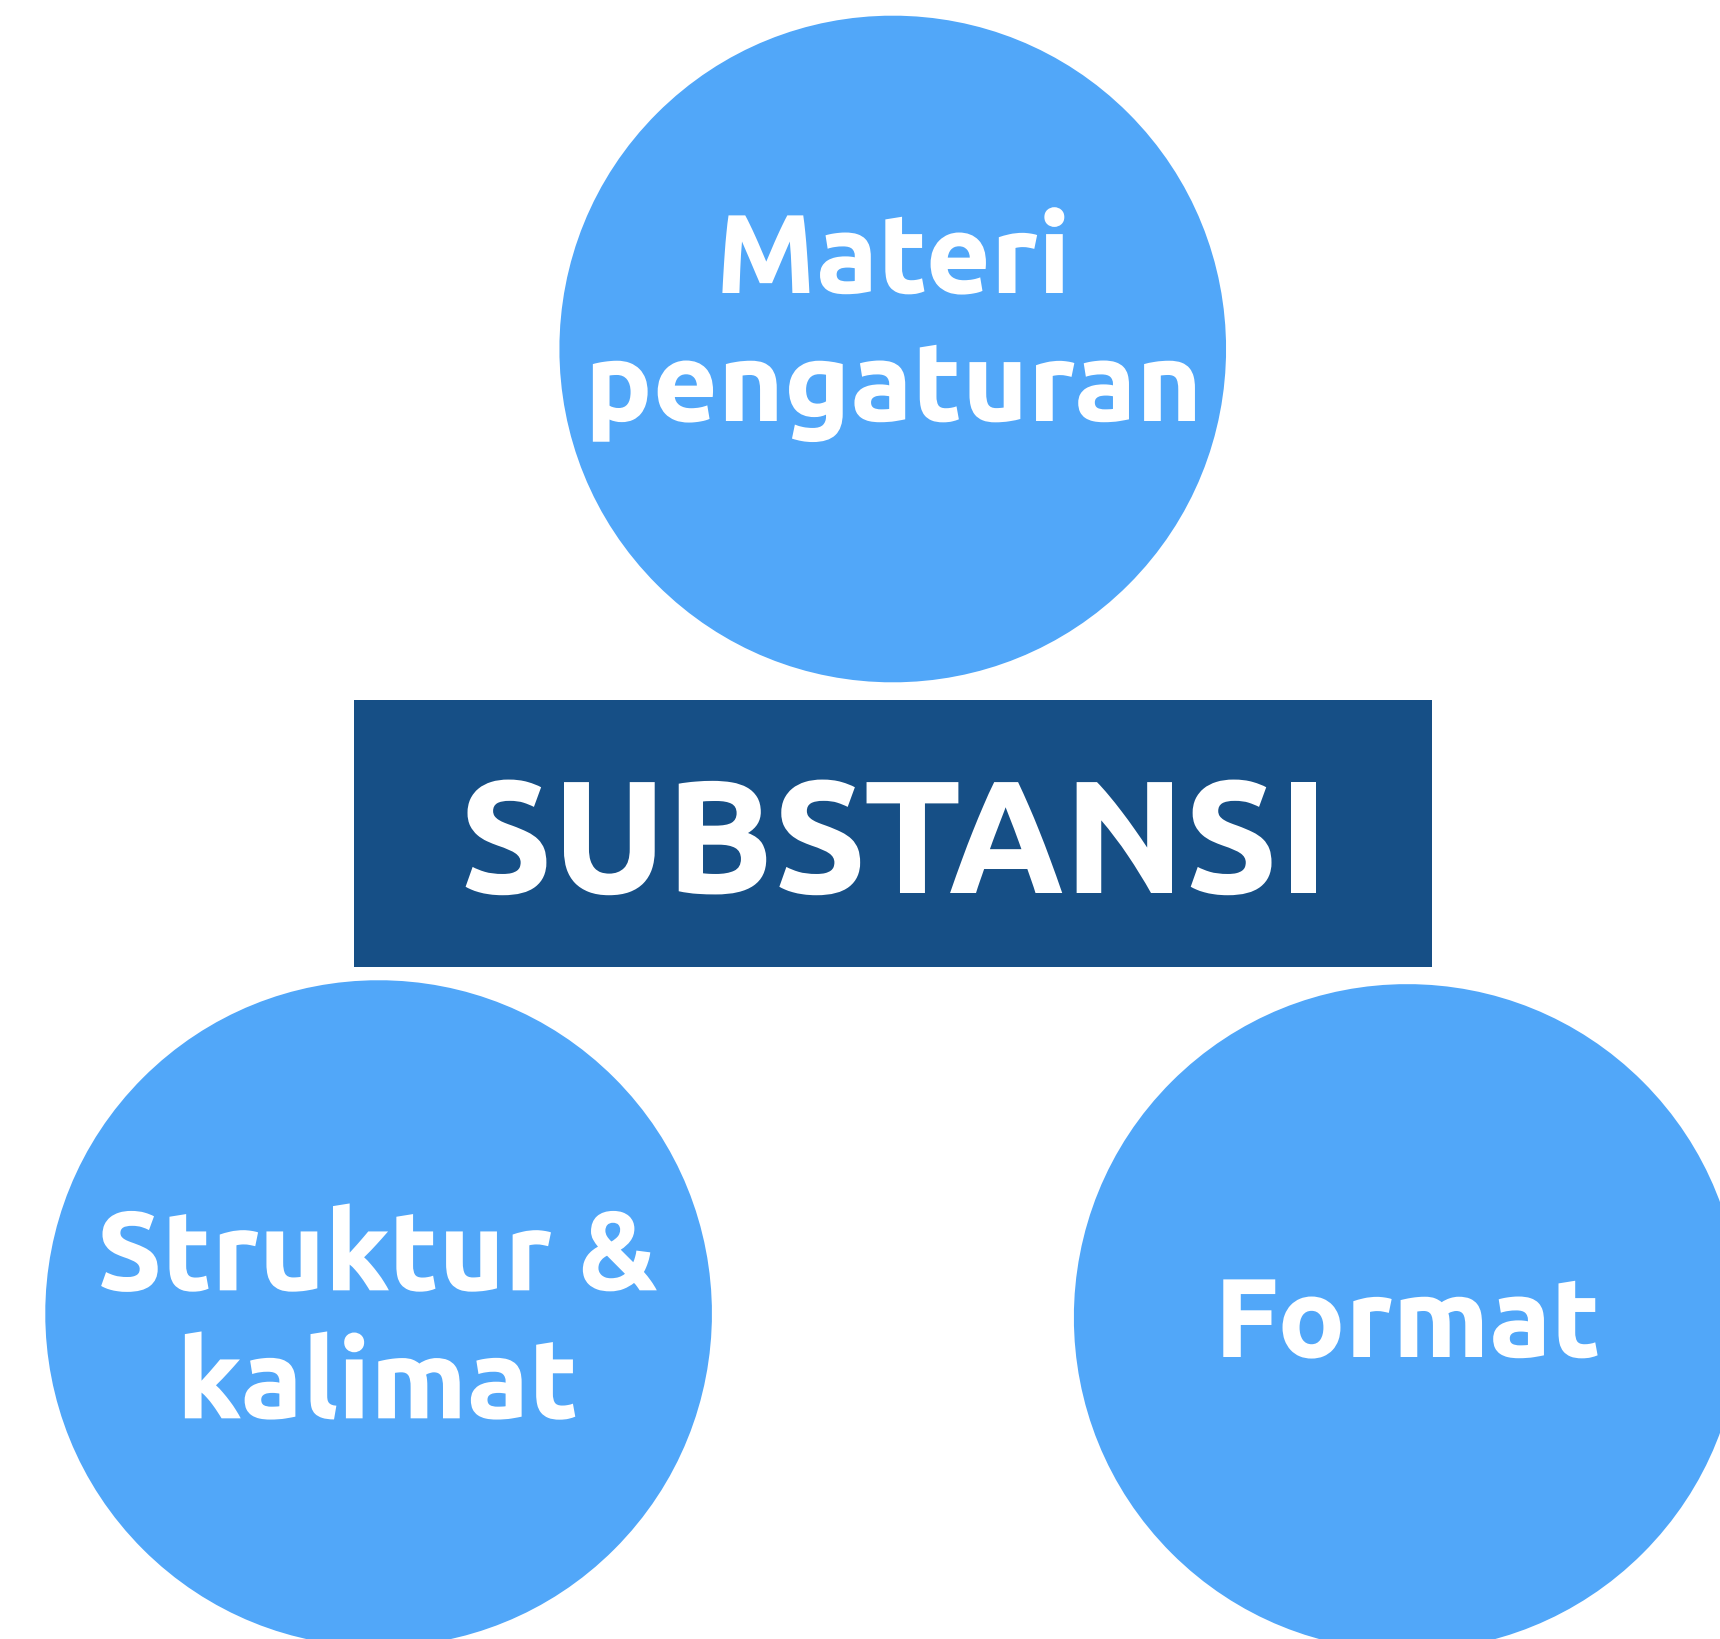 Materi
pengaturan
SUBSTANSI
Struktur &
kalimat
Format